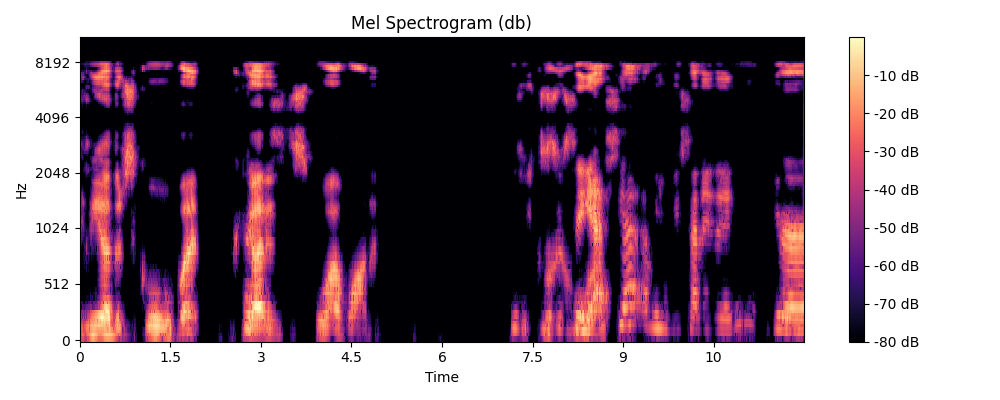 Mel Spectrogram (db)
Hz
8192
4096
2048
1024
512
0
0 1.5 3 4.5 6 7.5 9 10
Time
-10 dB
-20 dB
-30 dB
-40 dB
-50 dB
-60 dB
-70 dB
-80 dB